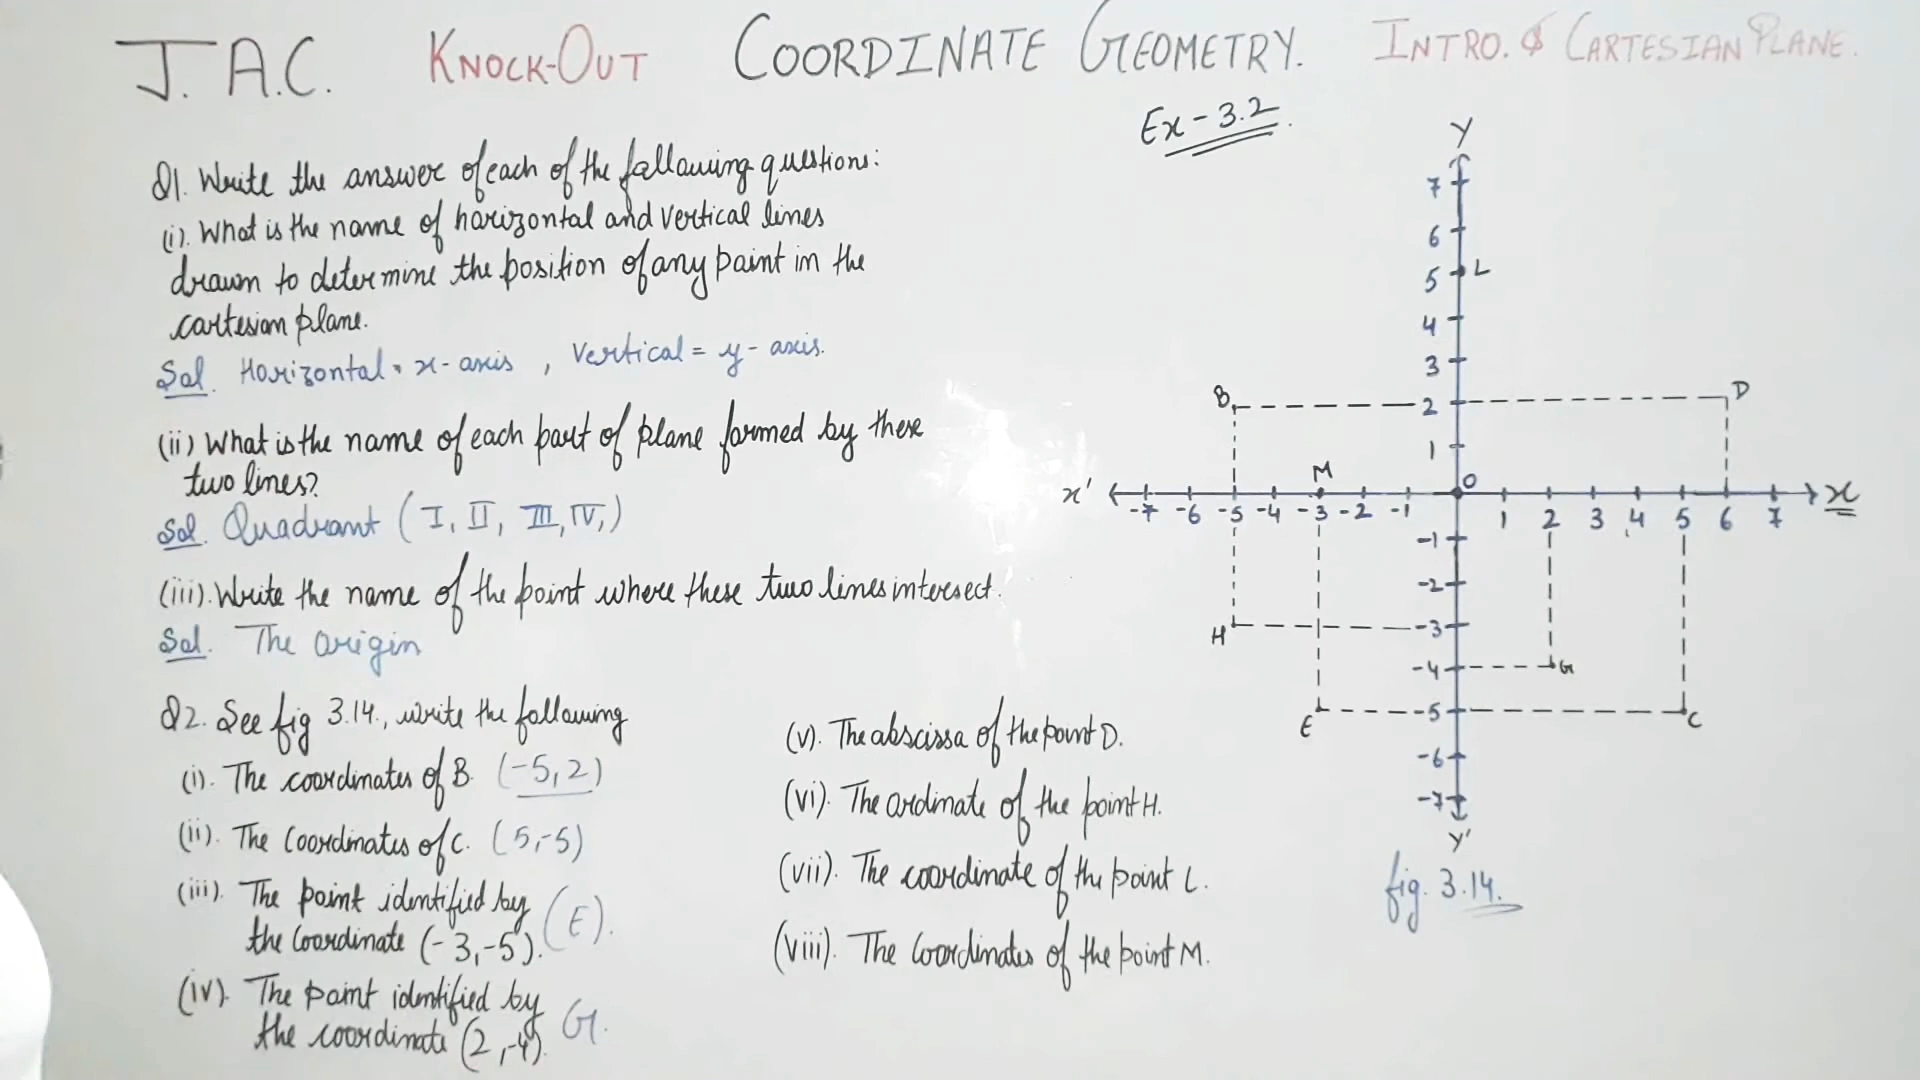 J.A.C. KNOCK-OUT COORDINATE GEOMETRY. INTRO. & CARTESIAN PLANE.
Ex-3.2.
Q1. Write the answer of each of the following questions:
(i). What is the name of horizontal and vertical lines
drawn to determine the position of any point in the
cartesian plane.
Sol. Horizontal = x-axis, Vertical = y-axis.
(ii) What is the name of each part of plane formed by these
two lines?
Sol. Quadrant (I, II, III, IV,)
(iii). Write the name of the point where these two lines intersect.
Sol. The origin
Q2. See fig 3.14., write the following
(i). The coordinates of B. (-5,2)
(ii). The Coordinates of C. (5,-5)
(iii). The point identified by
the Coordinate (-3,-5). (E).
(iv). The point identified by
the coordinate (2,-4). G.
(v). The abscissa of the point D.
(vi). The ordinate of the point H.
(vii). The coordinate of the point L.
(viii). The Coordinates of the point M.
Y
7
6
5 L
4
3
B 2 D
1
M O
x' x
-7 -6 -5 -4 -3 -2 -1 1 2 3 4 5 6 7
-1
-2
H -3
-4 G
E -5 C
-6
-7
Y'
fig. 3.14.